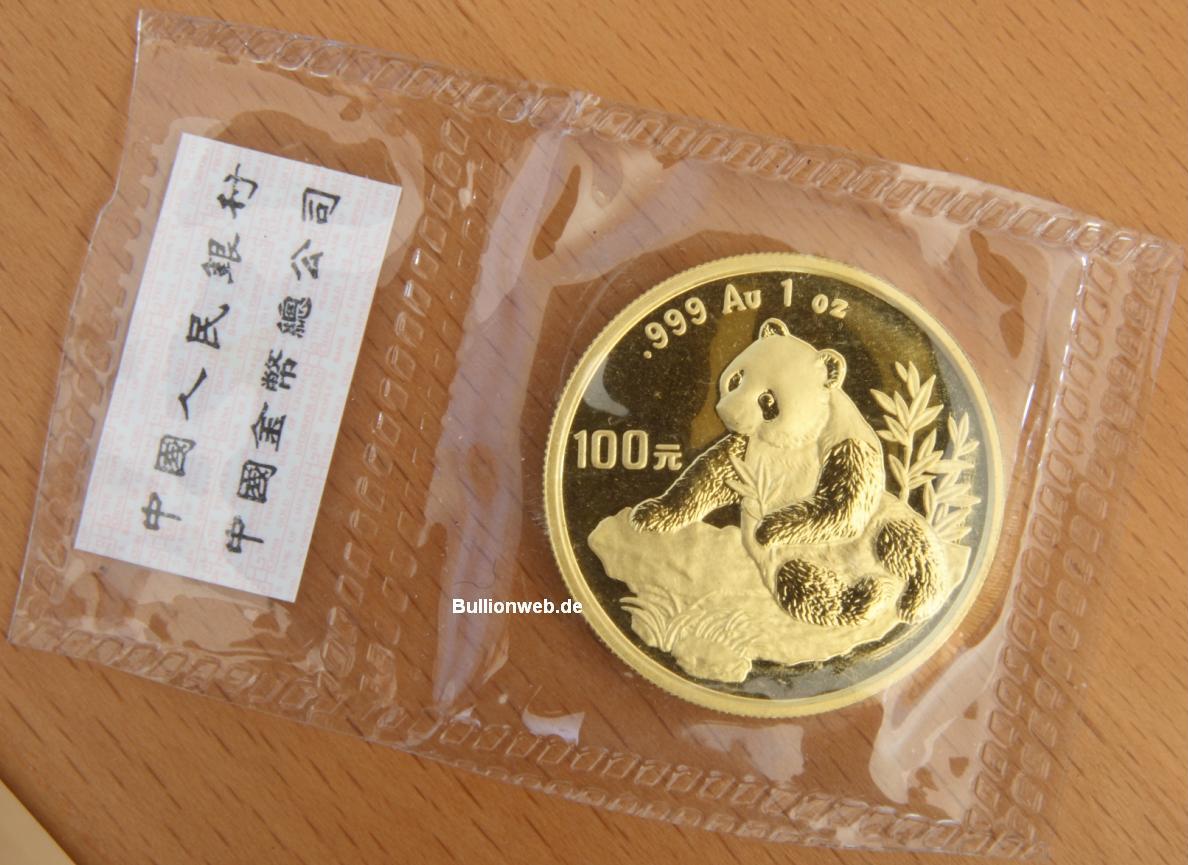 中國人民銀行
中國金幣總公司
.999 Au 1 oz
100元
Bullionweb.de